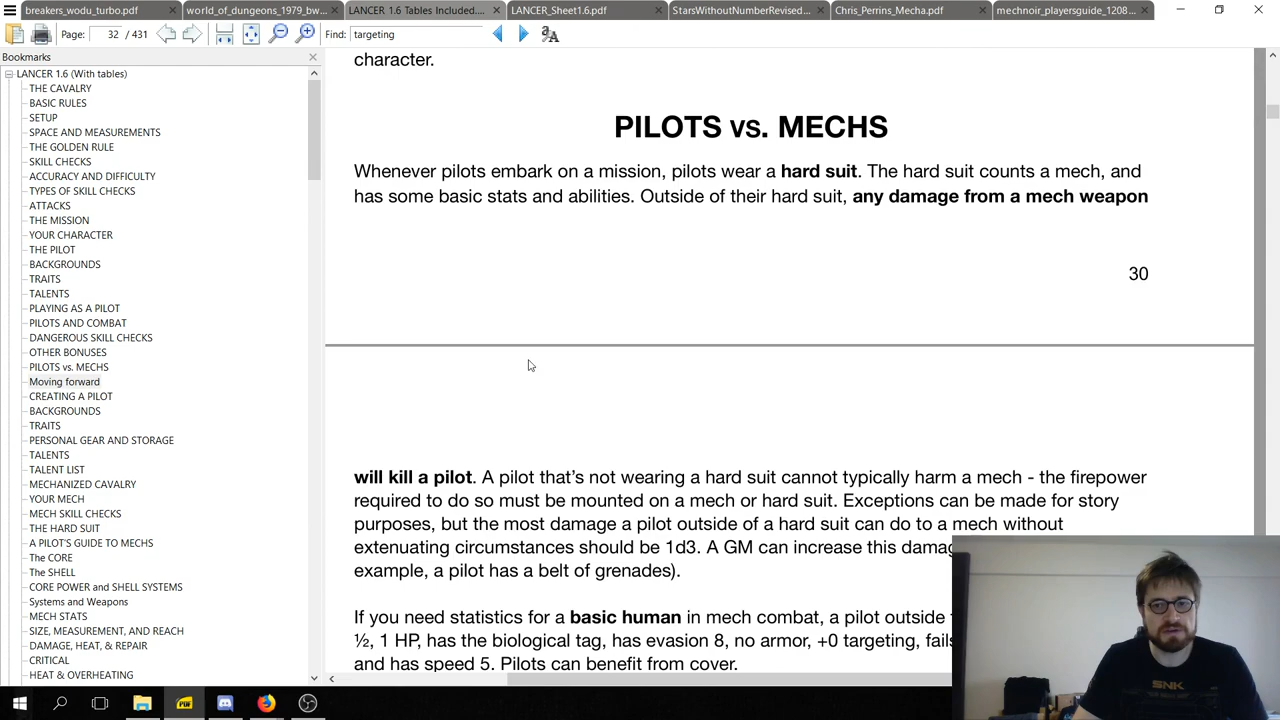 breakers_wodu_turbo.pdf
world_of_dungeons_1979_bw...
LANCER 1.6 Tables Included....
LANCER_Sheet1.6.pdf
StarsWithoutNumberRevised...
Chris_Perrins_Mecha.pdf
mechnoir_playersguide_1208...
Page: 32 / 431 Find: targeting
Bookmarks
LANCER 1.6 (With tables)
THE CAVALRY
BASIC RULES
SETUP
SPACE AND MEASUREMENTS
THE GOLDEN RULE
SKILL CHECKS
ACCURACY AND DIFFICULTY
TYPES OF SKILL CHECKS
ATTACKS
THE MISSION
YOUR CHARACTER
THE PILOT
BACKGROUNDS
TRAITS
TALENTS
PLAYING AS A PILOT
PILOTS AND COMBAT
DANGEROUS SKILL CHECKS
OTHER BONUSES
PILOTS vs. MECHS
Moving forward
CREATING A PILOT
BACKGROUNDS
TRAITS
PERSONAL GEAR AND STORAGE
TALENTS
TALENT LIST
MECHANIZED CAVALRY
YOUR MECH
MECH SKILL CHECKS
THE HARD SUIT
A PILOT'S GUIDE TO MECHS
The CORE
The SHELL
CORE POWER and SHELL SYSTEMS
Systems and Weapons
MECH STATS
SIZE, MEASUREMENT, AND REACH
DAMAGE, HEAT, & REPAIR
CRITICAL
HEAT & OVERHEATING
character.
PILOTS vs. MECHS
Whenever pilots embark on a mission, pilots wear a hard suit. The hard suit counts a mech, and
has some basic stats and abilities. Outside of their hard suit, any damage from a mech weapon
30
will kill a pilot. A pilot that's not wearing a hard suit cannot typically harm a mech - the firepower
required to do so must be mounted on a mech or hard suit. Exceptions can be made for story
purposes, but the most damage a pilot outside of a hard suit can do to a mech without
extenuating circumstances should be 1d3. A GM can increase this
example, a pilot has a belt of grenades).
If you need statistics for a basic human in mech combat, a pilot outside
½, 1 HP, has the biological tag, has evasion 8, no armor, +0 targeting,
and has speed 5. Pilots can benefit from cover.
SNK